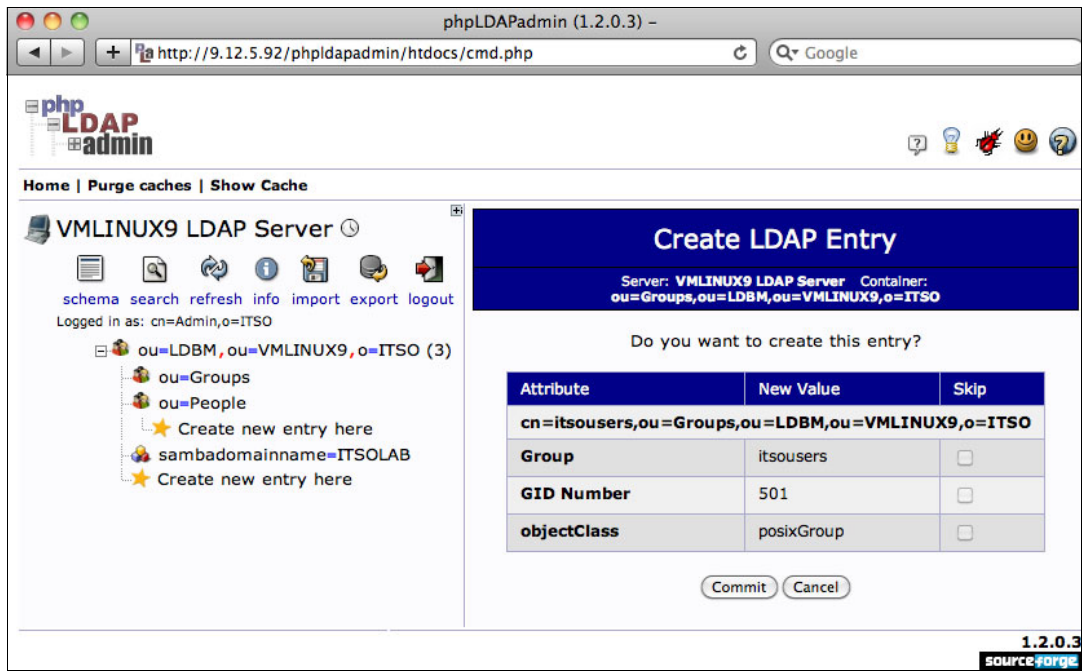 phpLDAPadmin (1.2.0.3) –
http://9.12.5.92/phpldapadmin/htdocs/cmd.php
Google
php
LDAP
admin
Home | Purge caches | Show Cache
VMLINUX9 LDAP Server
schema search refresh info import export logout
Logged in as: cn=Admin,o=ITSO
ou=LDBM,ou=VMLINUX9,o=ITSO (3)
ou=Groups
ou=People
Create new entry here
sambadomainname=ITSOLAB
Create new entry here
Create LDAP Entry
Server: VMLINUX9 LDAP Server Container:
ou=Groups,ou=LDBM,ou=VMLINUX9,o=ITSO
Do you want to create this entry?
Attribute New Value Skip
cn=itsousers,ou=Groups,ou=LDBM,ou=VMLINUX9,o=ITSO
Group itsousers
GID Number 501
objectClass posixGroup
Commit Cancel
1.2.0.3
sourceforge